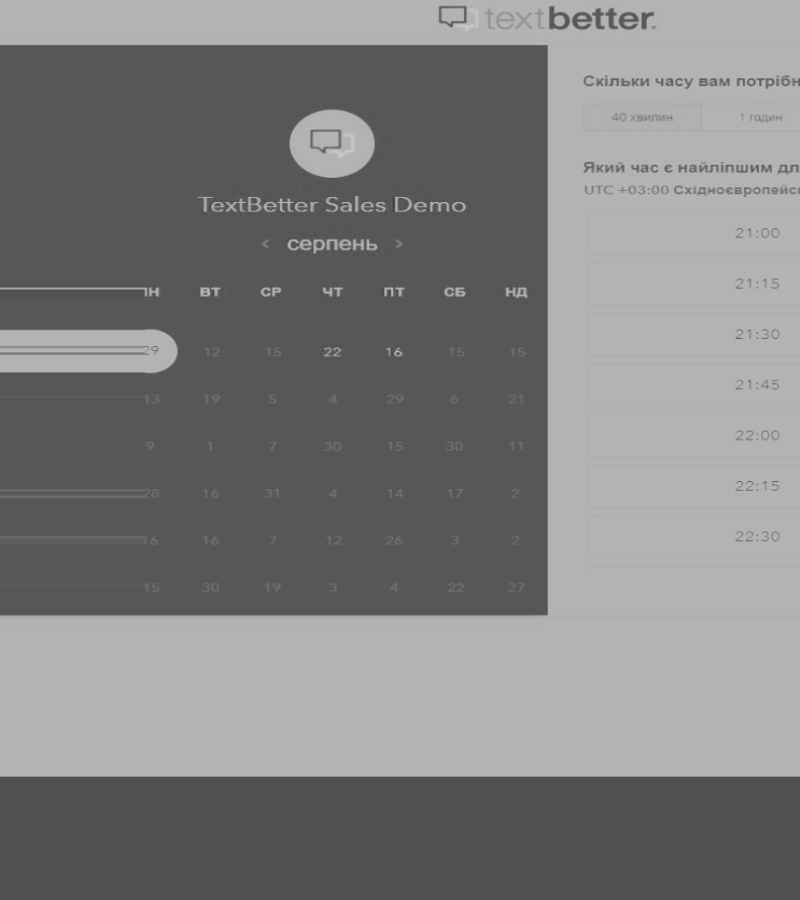 textbetter.
TextBetter Sales Demo
серпень
ВТ СР ЧТ ПТ СБ НД
29 12 15 22 16 15 15
13 19 5 4 29 6 21
9 1 7 30 15 30 11
28 16 31 4 14 17 2
16 16 7 12 26 3 2
15 30 19 3 4 22 27
Скільки часу вам
40 хвилин 1 годин
Який час є найліпшим
UTC +03:00
21:00
21:15
21:30
21:45
22:00
22:15
22:30